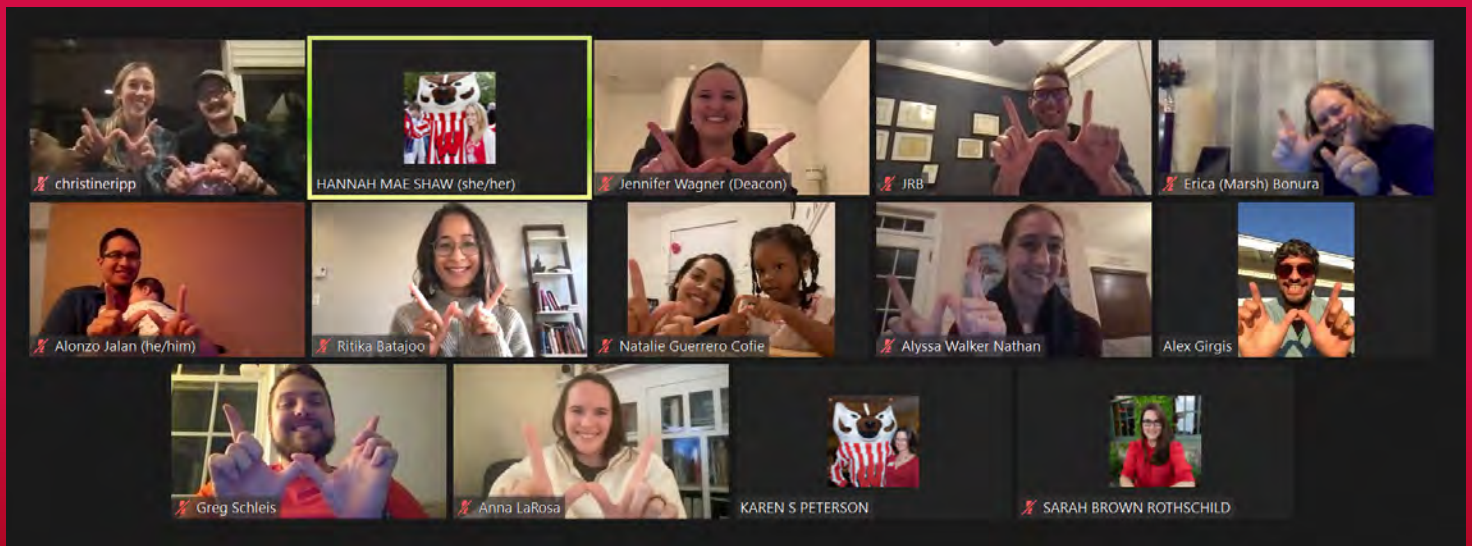 christineripp
HANNAH MAE SHAW (she/her)
Jennifer Wagner (Deacon)
JRB
Erica (Marsh) Bonura
Alonzo Jalan (he/him)
Ritika Batajoo
Natalie Guerrero Cofie
Alyssa Walker Nathan
Alex Girgis
Greg Schleis
Anna LaRosa
KAREN S PETERSON
SARAH BROWN ROTHSCHILD